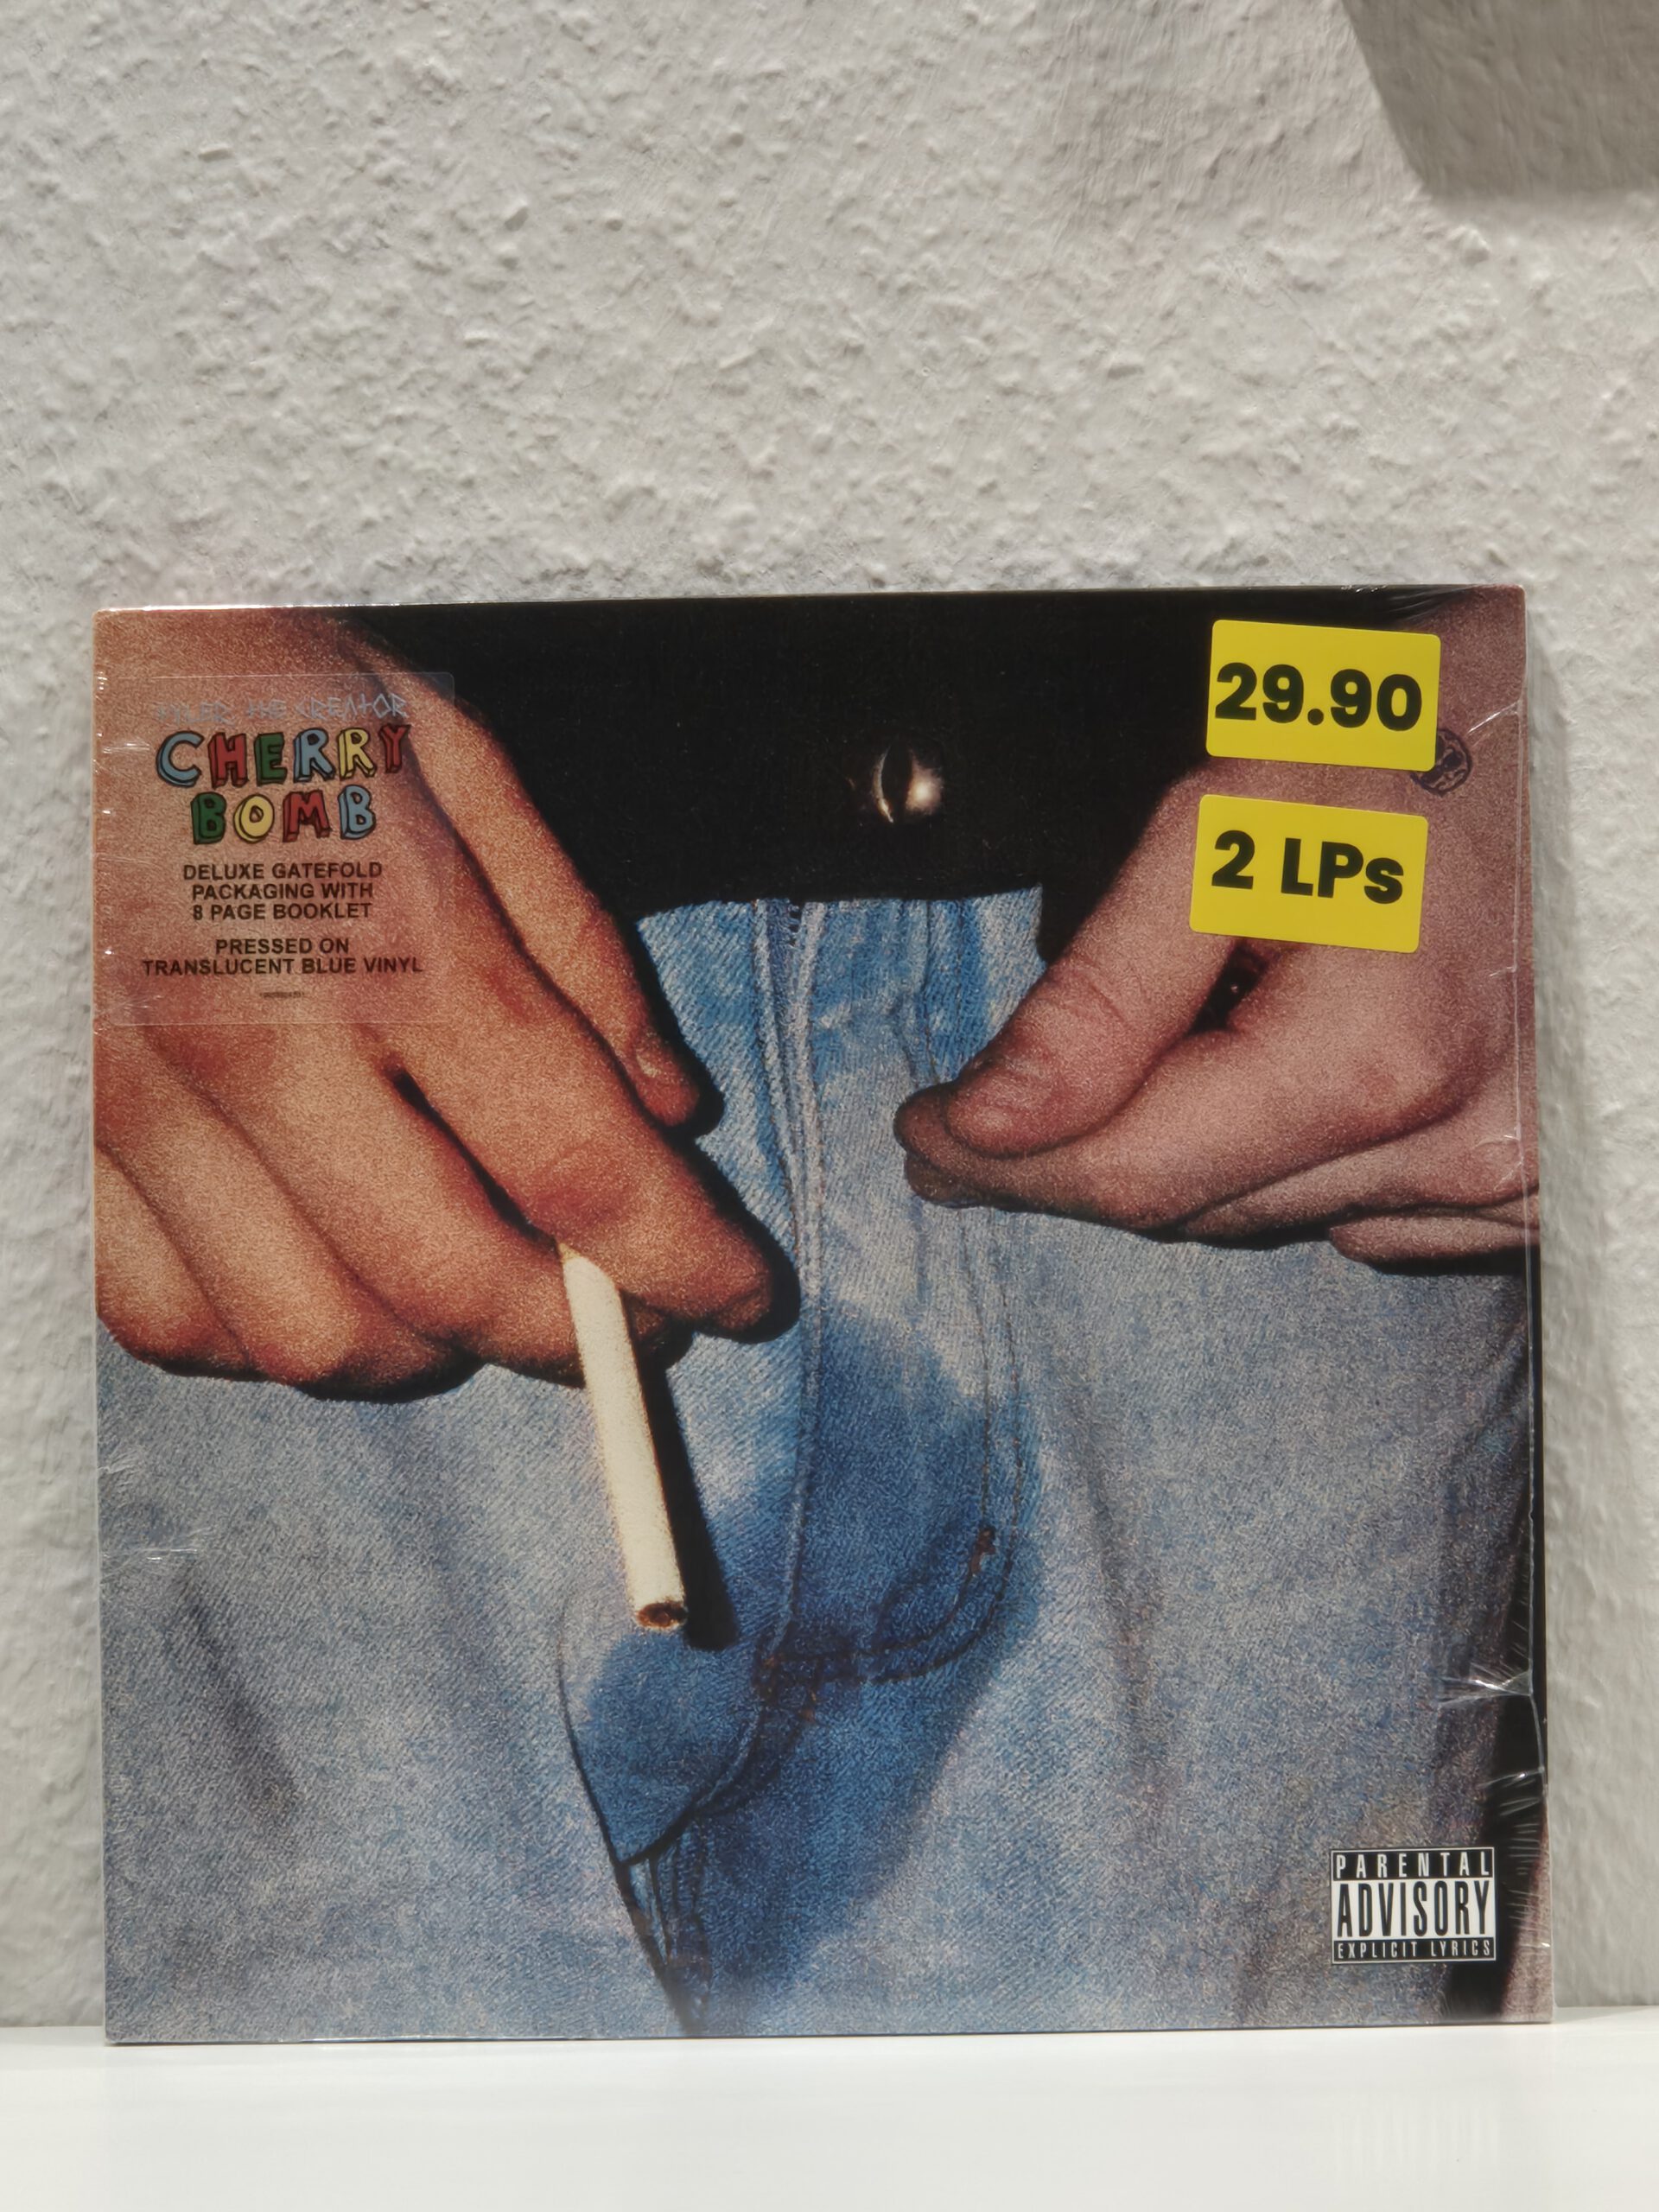 TYLER THE CREATOR
CHERRY
BOMB
DELUXE GATEFOLD
PACKAGING WITH
8 PAGE BOOKLET
PRESSED ON
TRANSLUCENT BLUE VINYL
29.90
2 LPs
PARENTAL
ADVISORY
EXPLICIT LYRICS